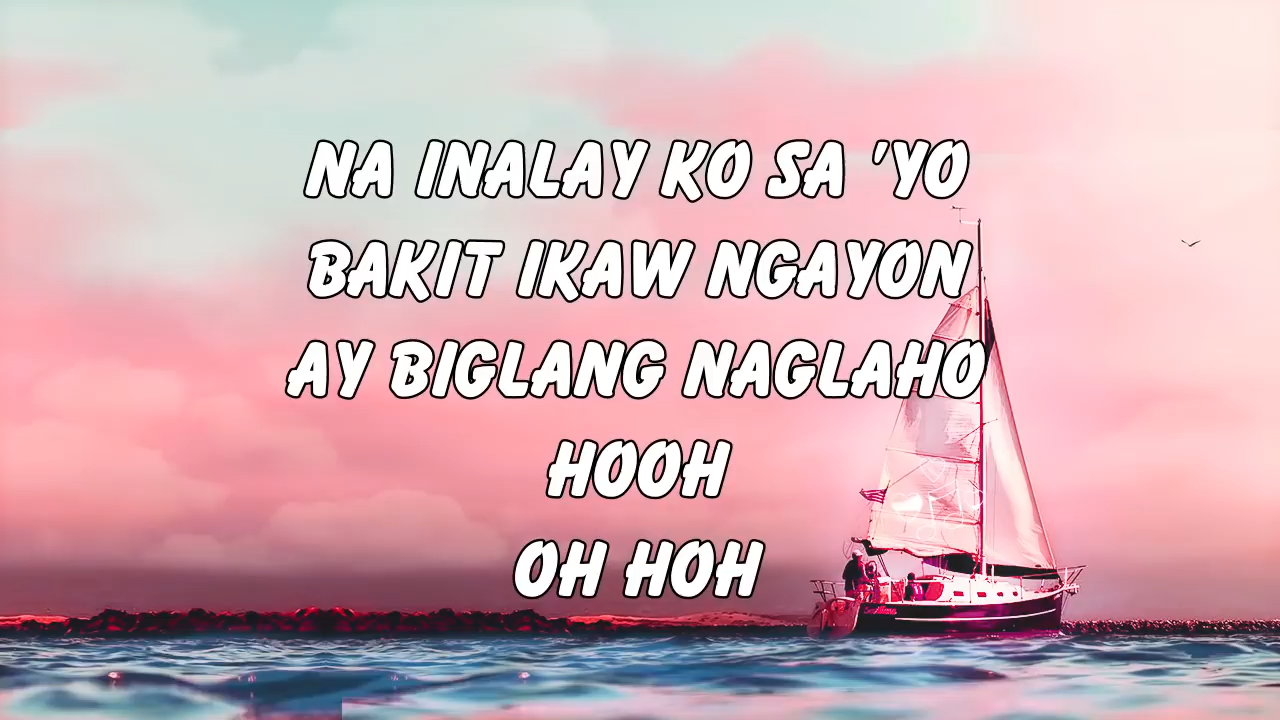 NA INALAY KO SA 'YO
BAKIT IKAW NGAYON
AY BIGLANG NAGLAHO
HOOH
OH HOH